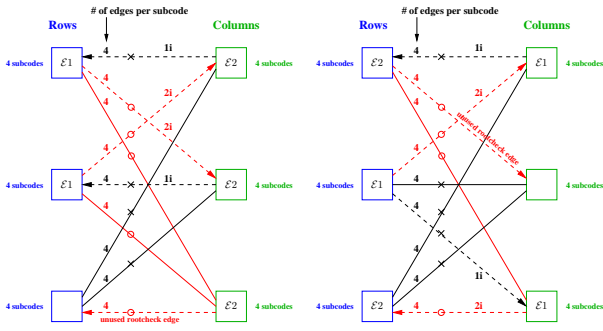 # of edges per subcode
Rows
Columns
4
1i
4 subcodes
ℰ1
ℰ2
4 subcodes
4
4
2i
4
2i
4 subcodes
ℰ1
4
1i
ℰ2
4 subcodes
4
4
4
4
4 subcodes
4
ℰ2
4 subcodes
unused rootcheck edge
# of edges per subcode
Rows
Columns
4
1i
4 subcodes
ℰ2
ℰ2
4 subcodes
4
4
2i
unused rootcheck edge
4
4 subcodes
ℰ1
4
4 subcodes
4
4
4
4
1i
4 subcodes
ℰ2
4
2i
ℰ1
4 subcodes